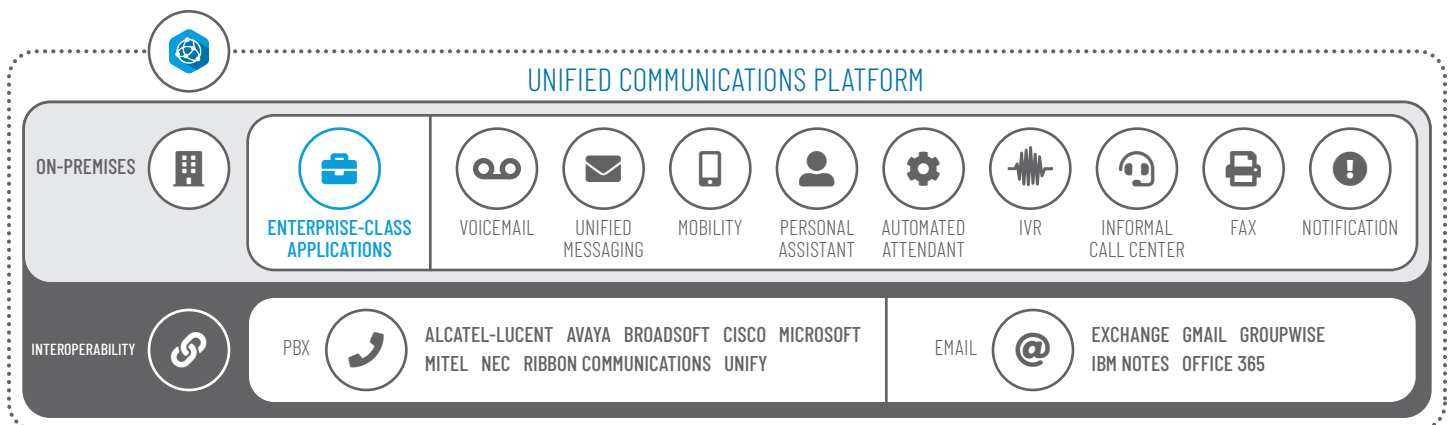 UNIFIED COMMUNICATIONS PLATFORM
ON-PREMISES
ENTERPRISE-CLASS
APPLICATIONS
VOICEMAIL
UNIFIED
MESSAGING
MOBILITY
PERSONAL
ASSISTANT
AUTOMATED
ATTENDANT
IVR
INFORMAL
CALL CENTER
FAX
NOTIFICATION
INTEROPERABILITY
PBX
ALCATEL-LUCENT AVAYA BROADSOFT CISCO MICROSOFT
MITEL NEC RIBBON COMMUNICATIONS UNIFY
EMAIL
@
EXCHANGE GMAIL GROUPWISE
IBM NOTES OFFICE 365